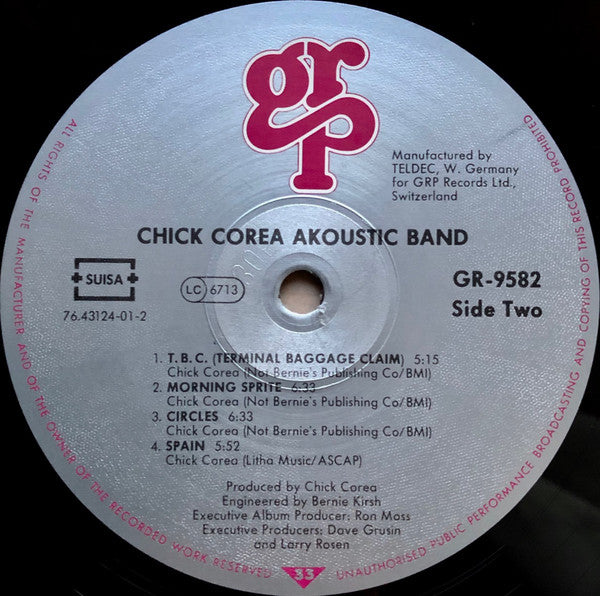 grp
Manufactured by
TELDEC, W. Germany
for GRP Records Ltd.,
Switzerland
CHICK COREA AKOUSTIC BAND
SUISA
LC 6713
GR-9582
76.43124-01-2
Side Two
1. T.B.C. (TERMINAL BAGGAGE CLAIM) 5:15
Chick Corea (Not Bernie's Publishing Co/BMI)
2. MORNING SPRITE 6:33
Chick Corea (Not Bernie's Publishing Co/BMI)
3. CIRCLES 6:33
Chick Corea (Not Bernie's Publishing Co/BMI)
4. SPAIN 5:52
Chick Corea (Litha Music/ASCAP)
Produced by Chick Corea
Engineered by Bernie Kirsh
Executive Album Producer: Ron Moss
Executive Producers: Dave Grusin
and Larry Rosen
ALL RIGHTS OF THE MANUFACTURER AND OF THE OWNER OF THE RECORDED WORK RESERVED
33
UNAUTHORISED PUBLIC PERFORMANCE BROADCASTING AND COPYING OF THIS RECORD PROHIBITED